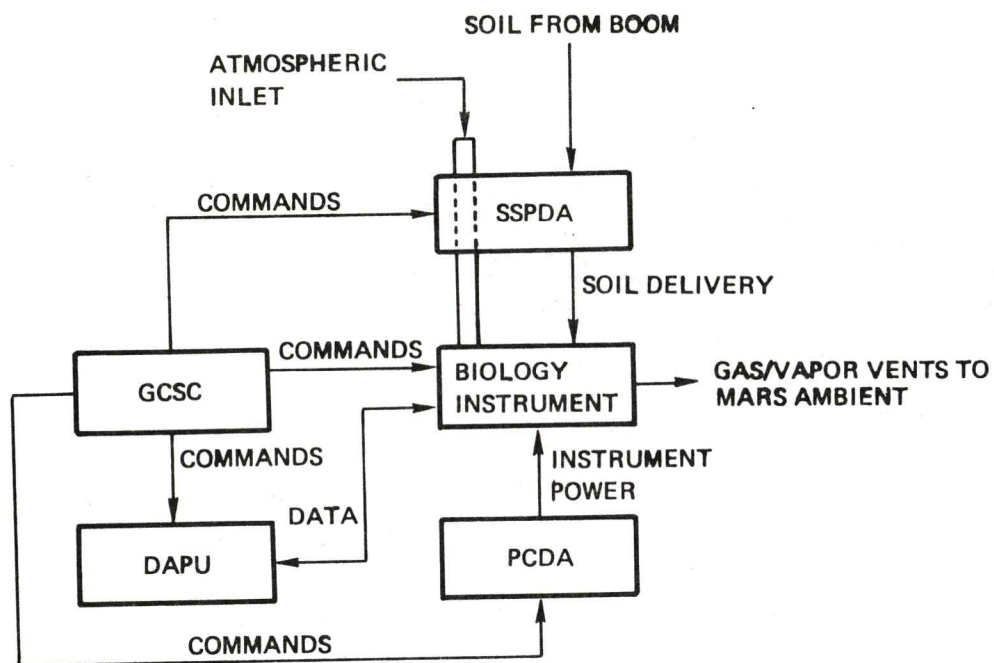 SOIL FROM BOOM
ATMOSPHERIC
INLET
COMMANDS
SSPDA
SOIL DELIVERY
COMMANDS
GCSC
BIOLOGY
INSTRUMENT
GAS/VAPOR VENTS TO
MARS AMBIENT
COMMANDS
INSTRUMENT
POWER
DATA
DAPU
PCDA
COMMANDS